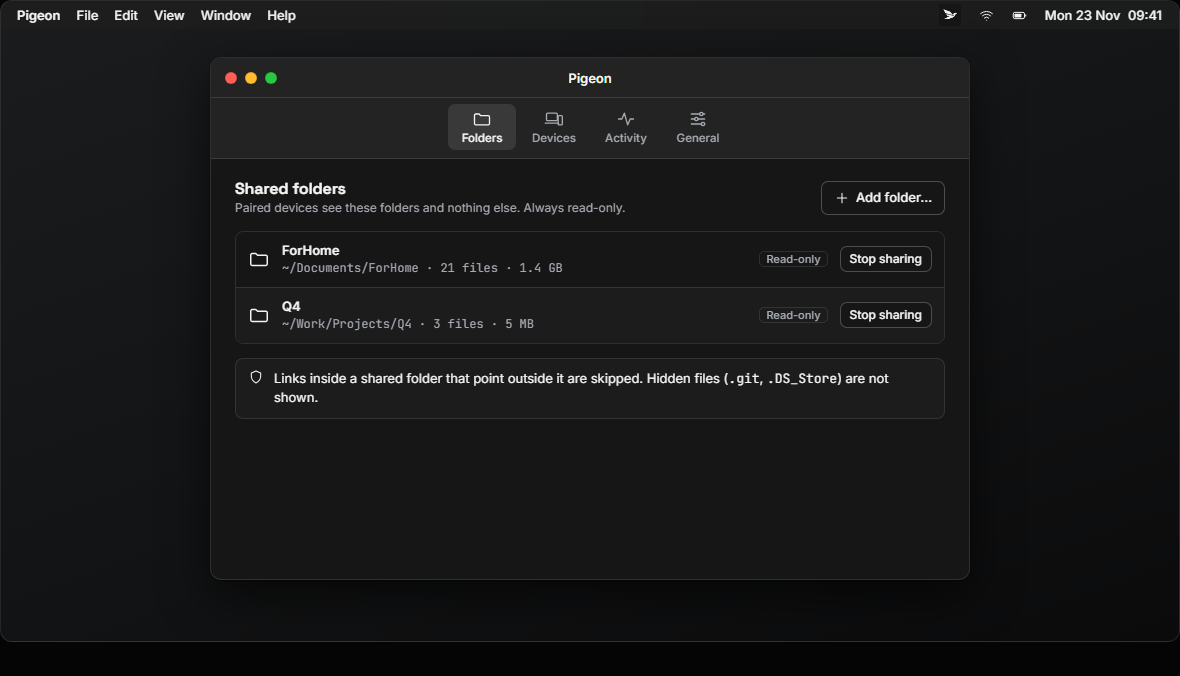 Pigeon File Edit View Window Help Mon 23 Nov 09:41
Pigeon
Folders Devices Activity General
Shared folders
Paired devices see these folders and nothing else. Always read-only.
Add folder...
ForHome
~/Documents/ForHome · 21 files · 1.4 GB
Read-only Stop sharing
Q4
~/Work/Projects/Q4 · 3 files · 5 MB
Read-only Stop sharing
Links inside a shared folder that point outside it are skipped. Hidden files (.git, .DS_Store) are not
shown.